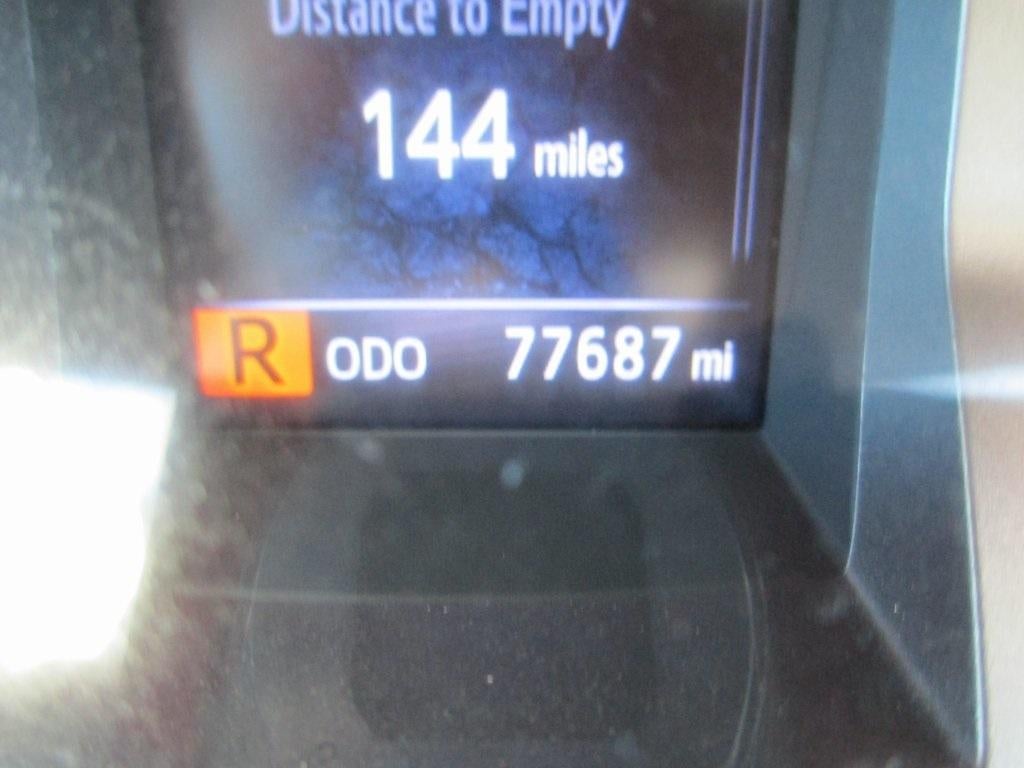 Distance to Empty
144 miles
R ODO 77687 mi